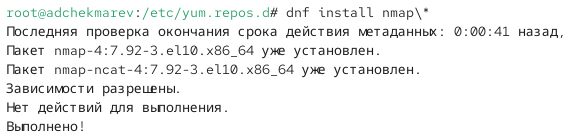 root@adchekmarev:/etc/yum.repos.d# dnf install nmap\*
Последняя проверка окончания срока действия метаданных: 0:00:41 назад,
Пакет nmap-4:7.92-3.el10.x86_64 уже установлен.
Пакет nmap-ncat-4:7.92-3.el10.x86_64 уже установлен.
Зависимости разрешены.
Нет действий для выполнения.
Выполнено!